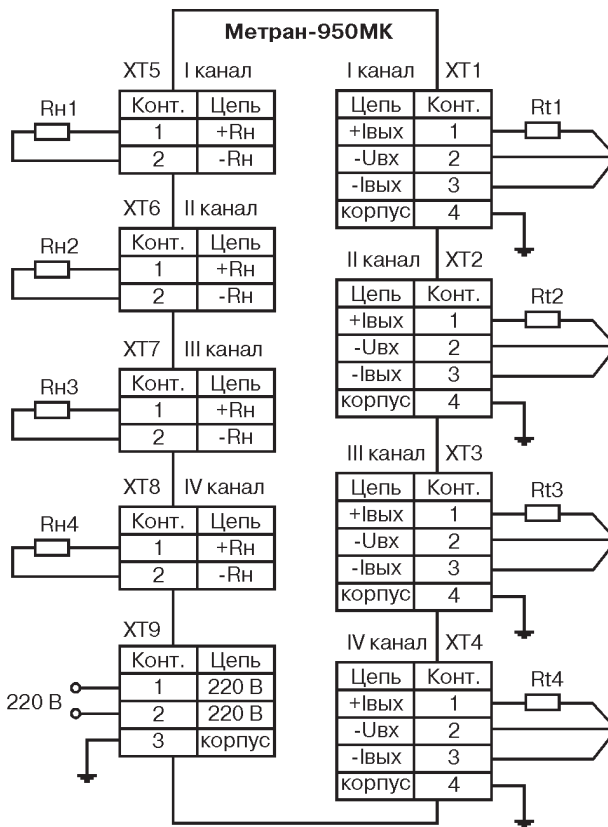 Метран-950МК
XT5 I канал
Rн1
Конт. Цепь
1 +Rн
2 -Rн
XT6 II канал
Rн2
Конт. Цепь
1 +Rн
2 -Rн
XT7 III канал
Rн3
Конт. Цепь
1 +Rн
2 -Rн
XT8 IV канал
Rн4
Конт. Цепь
1 +Rн
2 -Rн
XT9
Конт. Цепь
220 В
1 220 В
2 220 В
3 корпус
I канал XT1
Rt1
Цепь Конт.
+Iвых 1
-Uвх 2
-Iвых 3
корпус 4
II канал XT2
Rt2
Цепь Конт.
+Iвых 1
-Uвх 2
-Iвых 3
корпус 4
III канал XT3
Rt3
Цепь Конт.
+Iвых 1
-Uвх 2
-Iвых 3
корпус 4
IV канал XT4
Rt4
Цепь Конт.
+Iвых 1
-Uвх 2
-Iвых 3
корпус 4